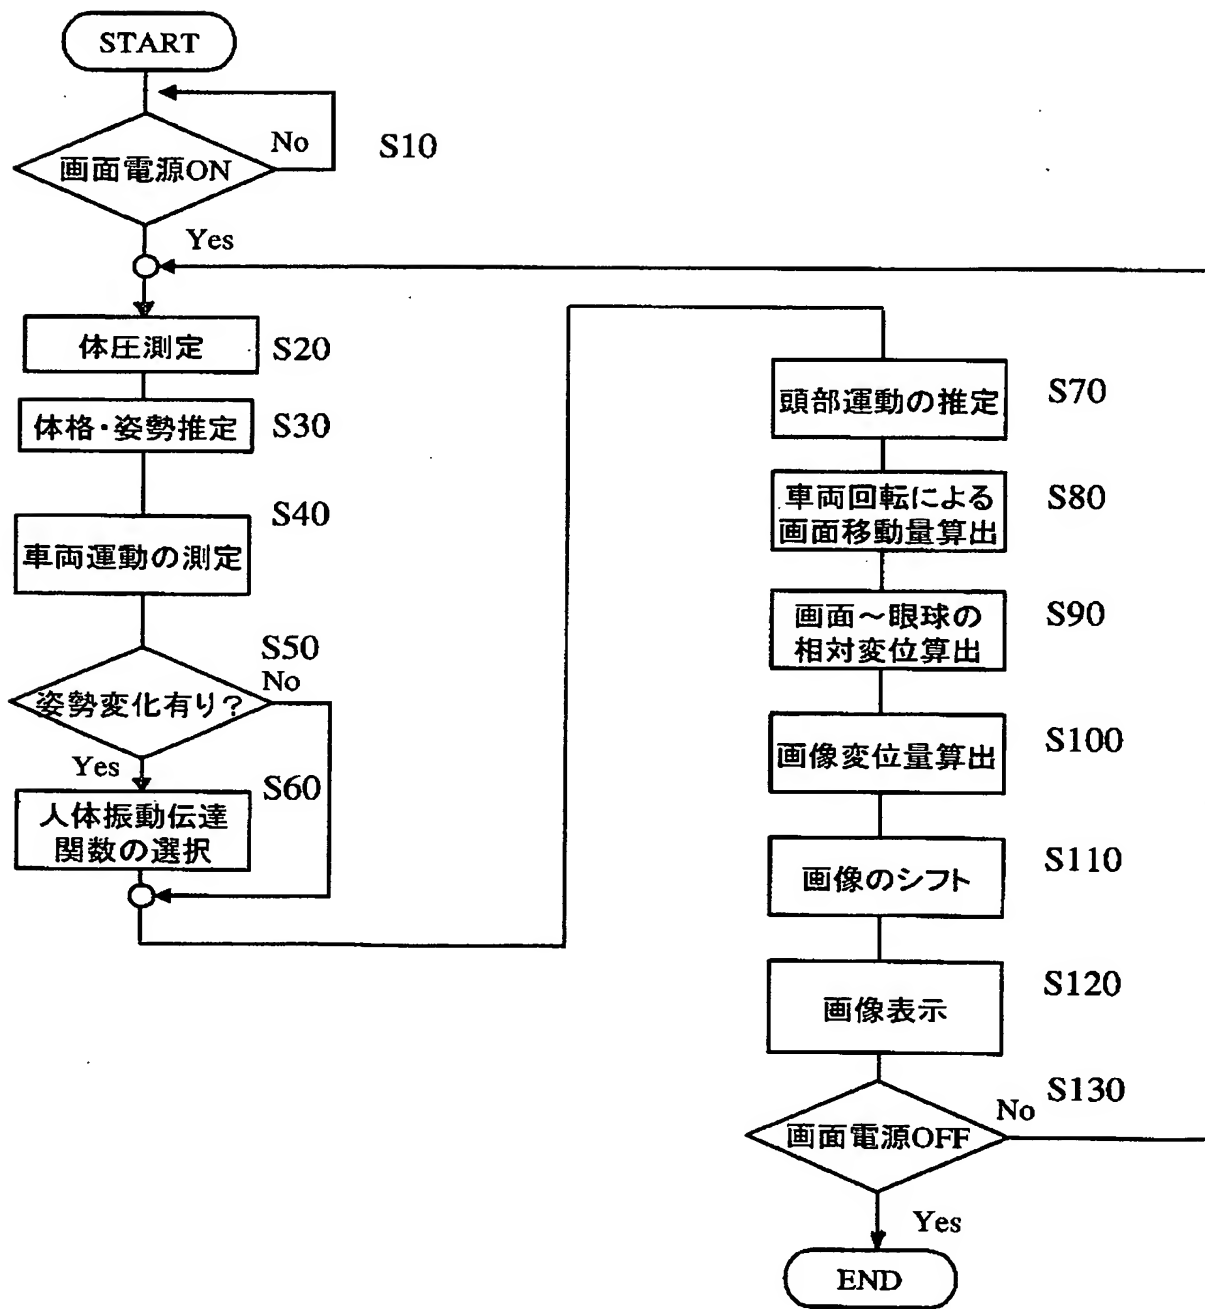 START
No
S10
画面電源ON
Yes
体圧測定
S20
体格・姿勢推定
S30
S40
車両運動の測定
S50
No
姿勢変化有り?
Yes
S60
人体振動伝達
関数の選択
頭部運動の推定
S70
車両回転による
画面移動量算出
S80
画面~眼球の
相対変位算出
S90
画像変位量算出
S100
画像のシフト
S110
画像表示
S120
S130
No
画面電源OFF
Yes
END